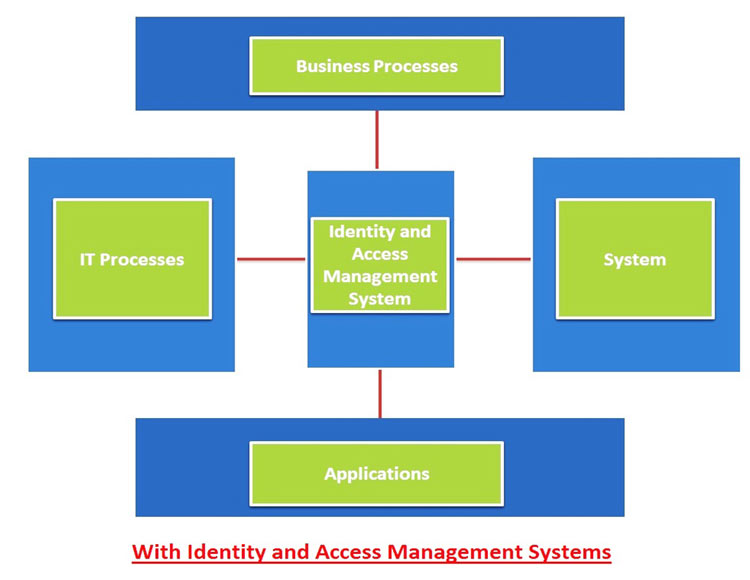 Business Processes
IT Processes
Identity and
Access
Management
System
System
Applications
With Identity and Access Management Systems